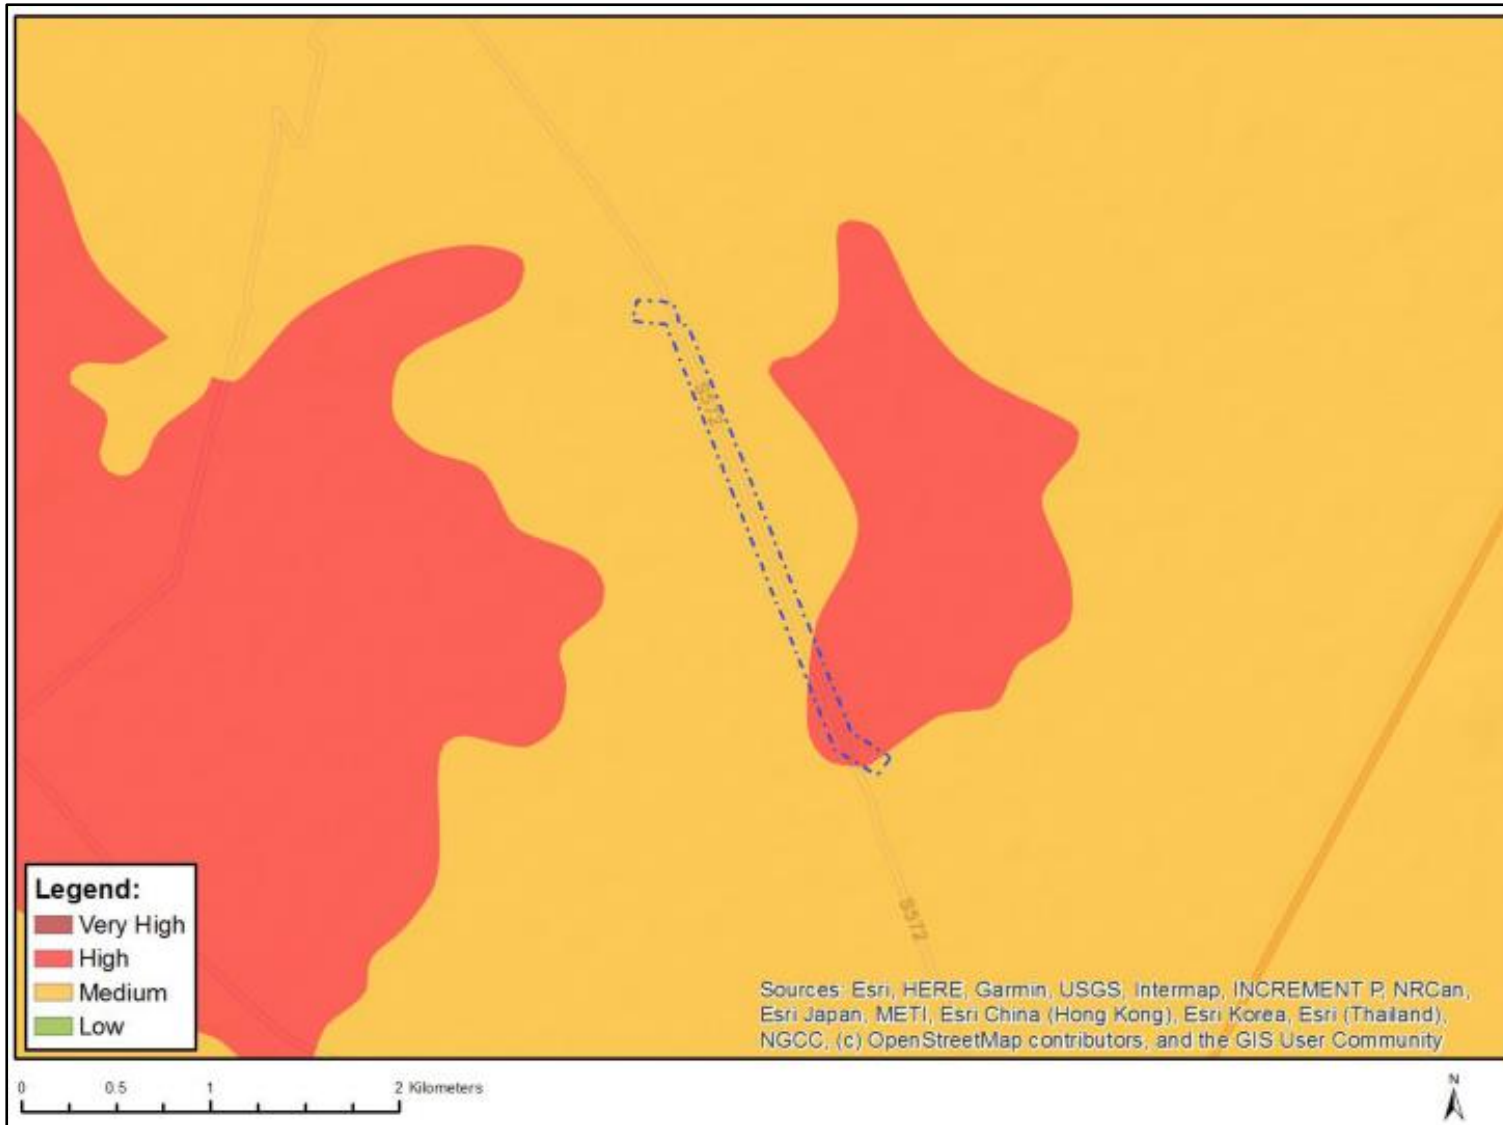 S572
S572
Legend:
Very High
High
Medium
Low
Sources: Esri, HERE, Garmin, USGS, Intermap, INCREMENT P, NRCan,
Esri Japan, METI, Esri China (Hong Kong), Esri Korea, Esri (Thailand),
NGCC, (c) OpenStreetMap contributors, and the GIS User Community
0 0.5 1 2 Kilometers
N